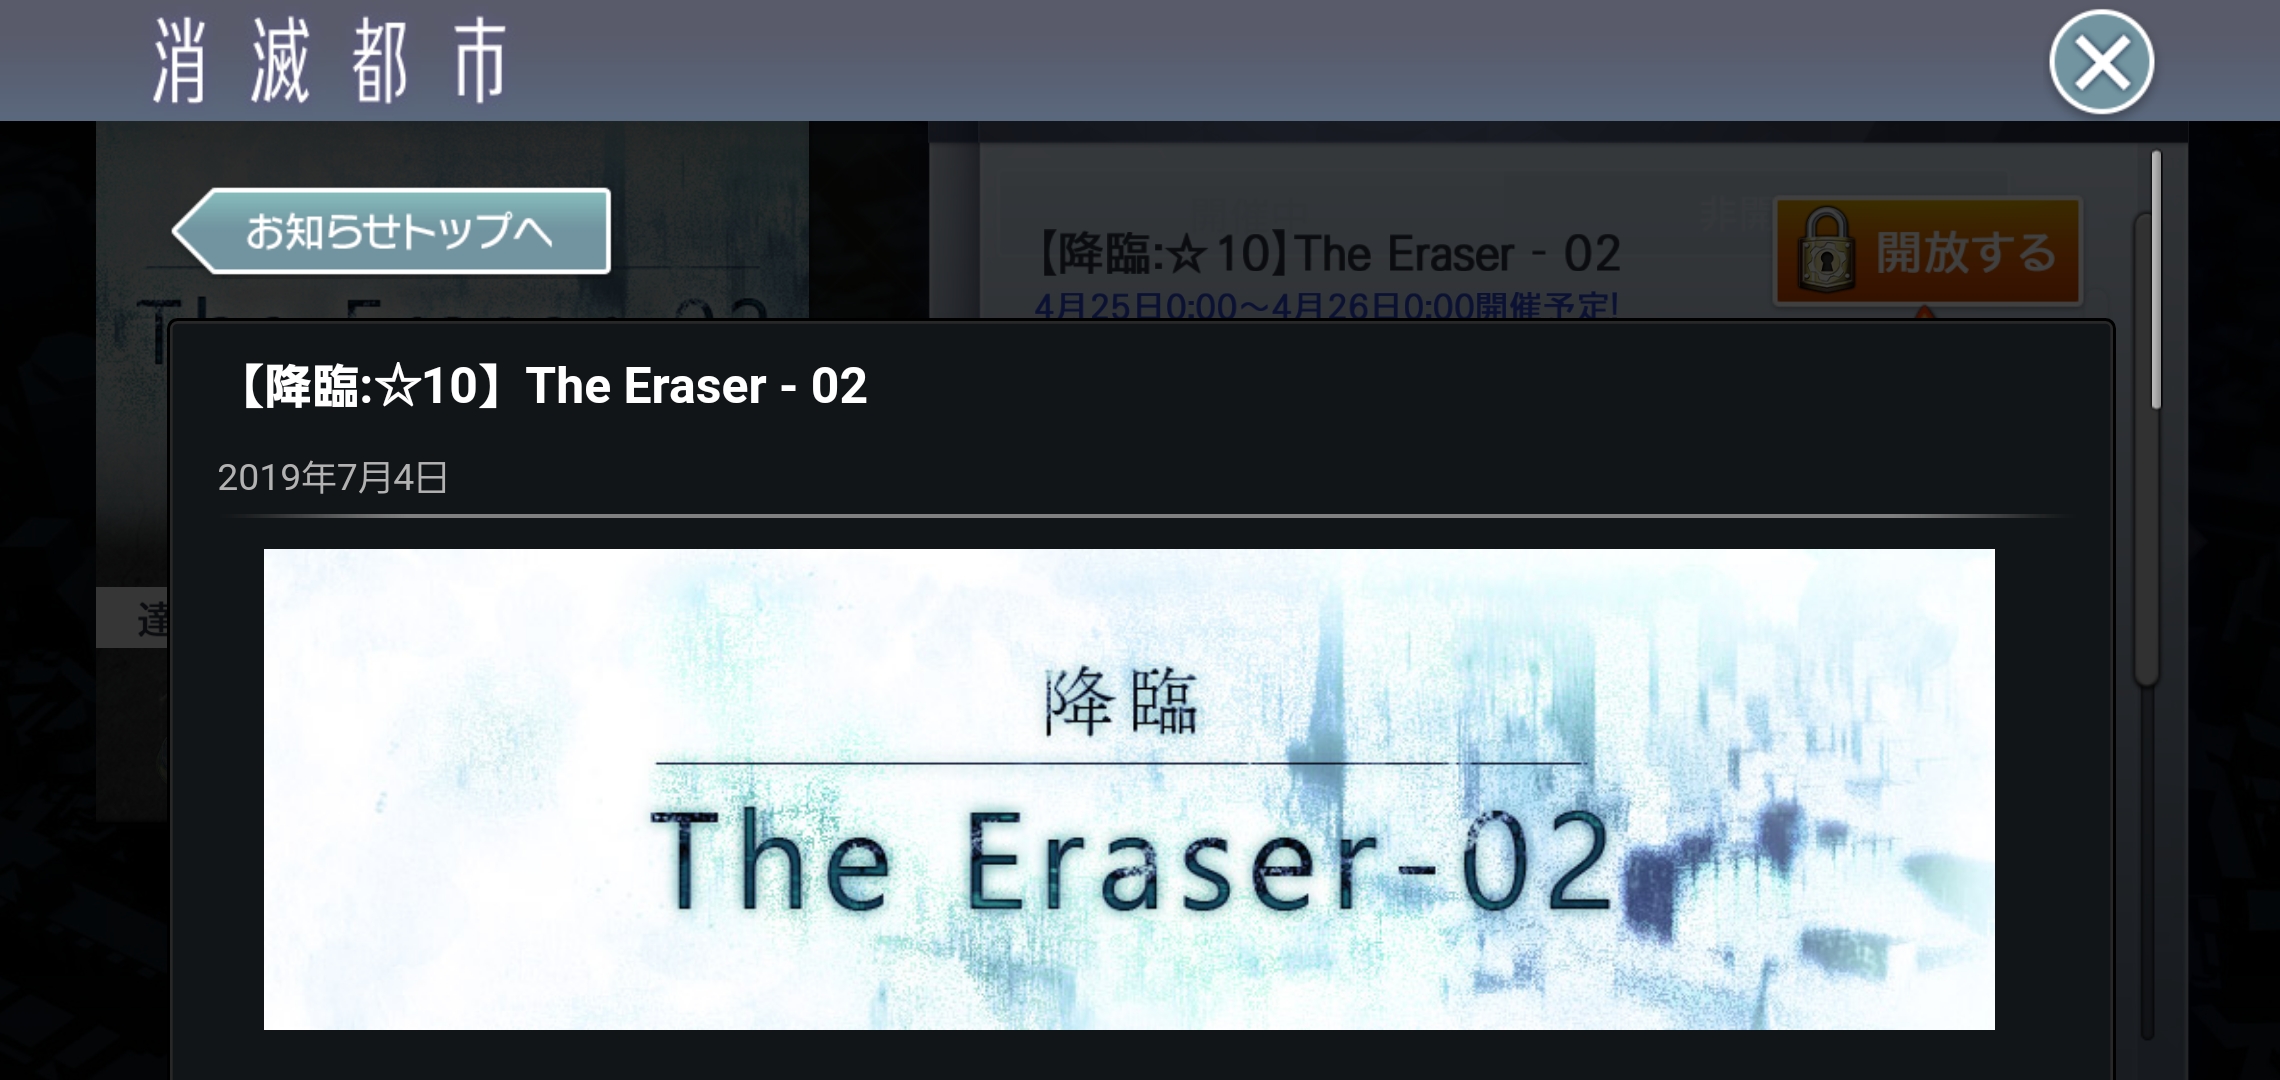 消滅都市
お知らせトップへ
【降臨:☆10】The Eraser - 02
4月25日0:00～4月26日0:00開催予定!
開放する
【降臨:☆10】The Eraser - 02
2019年7月4日
降臨
The Eraser-02